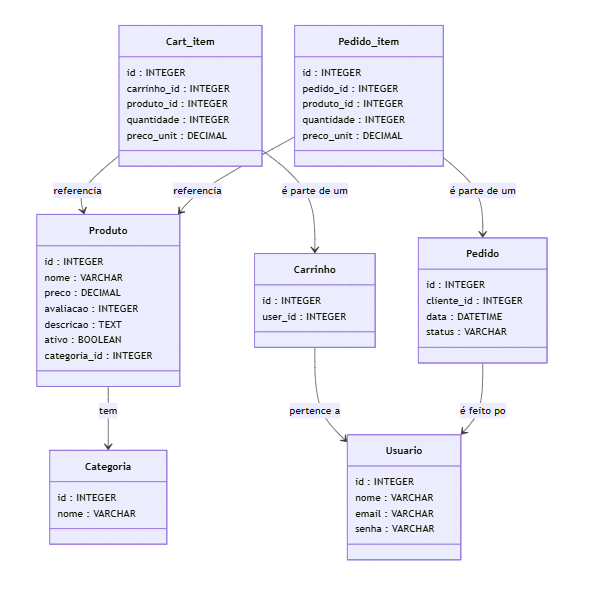 Cart_item
id : INTEGER
carrinho_id : INTEGER
produto_id : INTEGER
quantidade : INTEGER
preco_unit : DECIMAL
Pedido_item
id : INTEGER
pedido_id : INTEGER
produto_id : INTEGER
quantidade : INTEGER
preco_unit : DECIMAL
referencia
referencia
é parte de um
é parte de um
Produto
id : INTEGER
nome : VARCHAR
preco : DECIMAL
avaliacao : INTEGER
descricao : TEXT
ativo : BOOLEAN
categoria_id : INTEGER
Carrinho
id : INTEGER
user_id : INTEGER
Pedido
id : INTEGER
cliente_id : INTEGER
data : DATETIME
status : VARCHAR
tem
pertence a
é feito po
Categoria
id : INTEGER
nome : VARCHAR
Usuario
id : INTEGER
nome : VARCHAR
email : VARCHAR
senha : VARCHAR